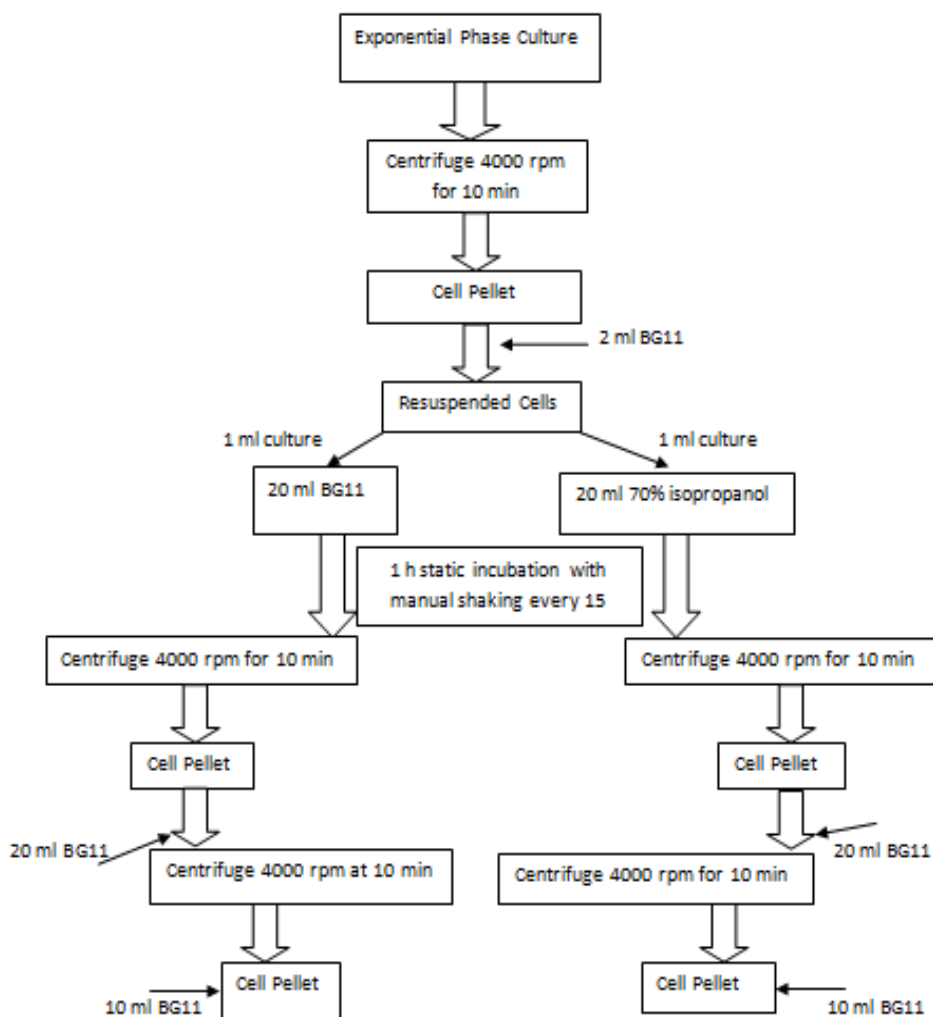 Exponential Phase Culture
Centrifuge 4000 rpm
for 10 min
Cell Pellet
2 ml BG11
Resuspended Cells
1 ml culture
1 ml culture
20 ml BG11
20 ml 70% isopropanol
1 h static incubation with
manual shaking every 15
Centrifuge 4000 rpm for 10 min
Centrifuge 4000 rpm for 10 min
Cell Pellet
Cell Pellet
20 ml BG11
20 ml BG11
Centrifuge 4000 rpm at 10 min
Centrifuge 4000 rpm for 10 min
Cell Pellet
Cell Pellet
10 ml BG11
10 ml BG11